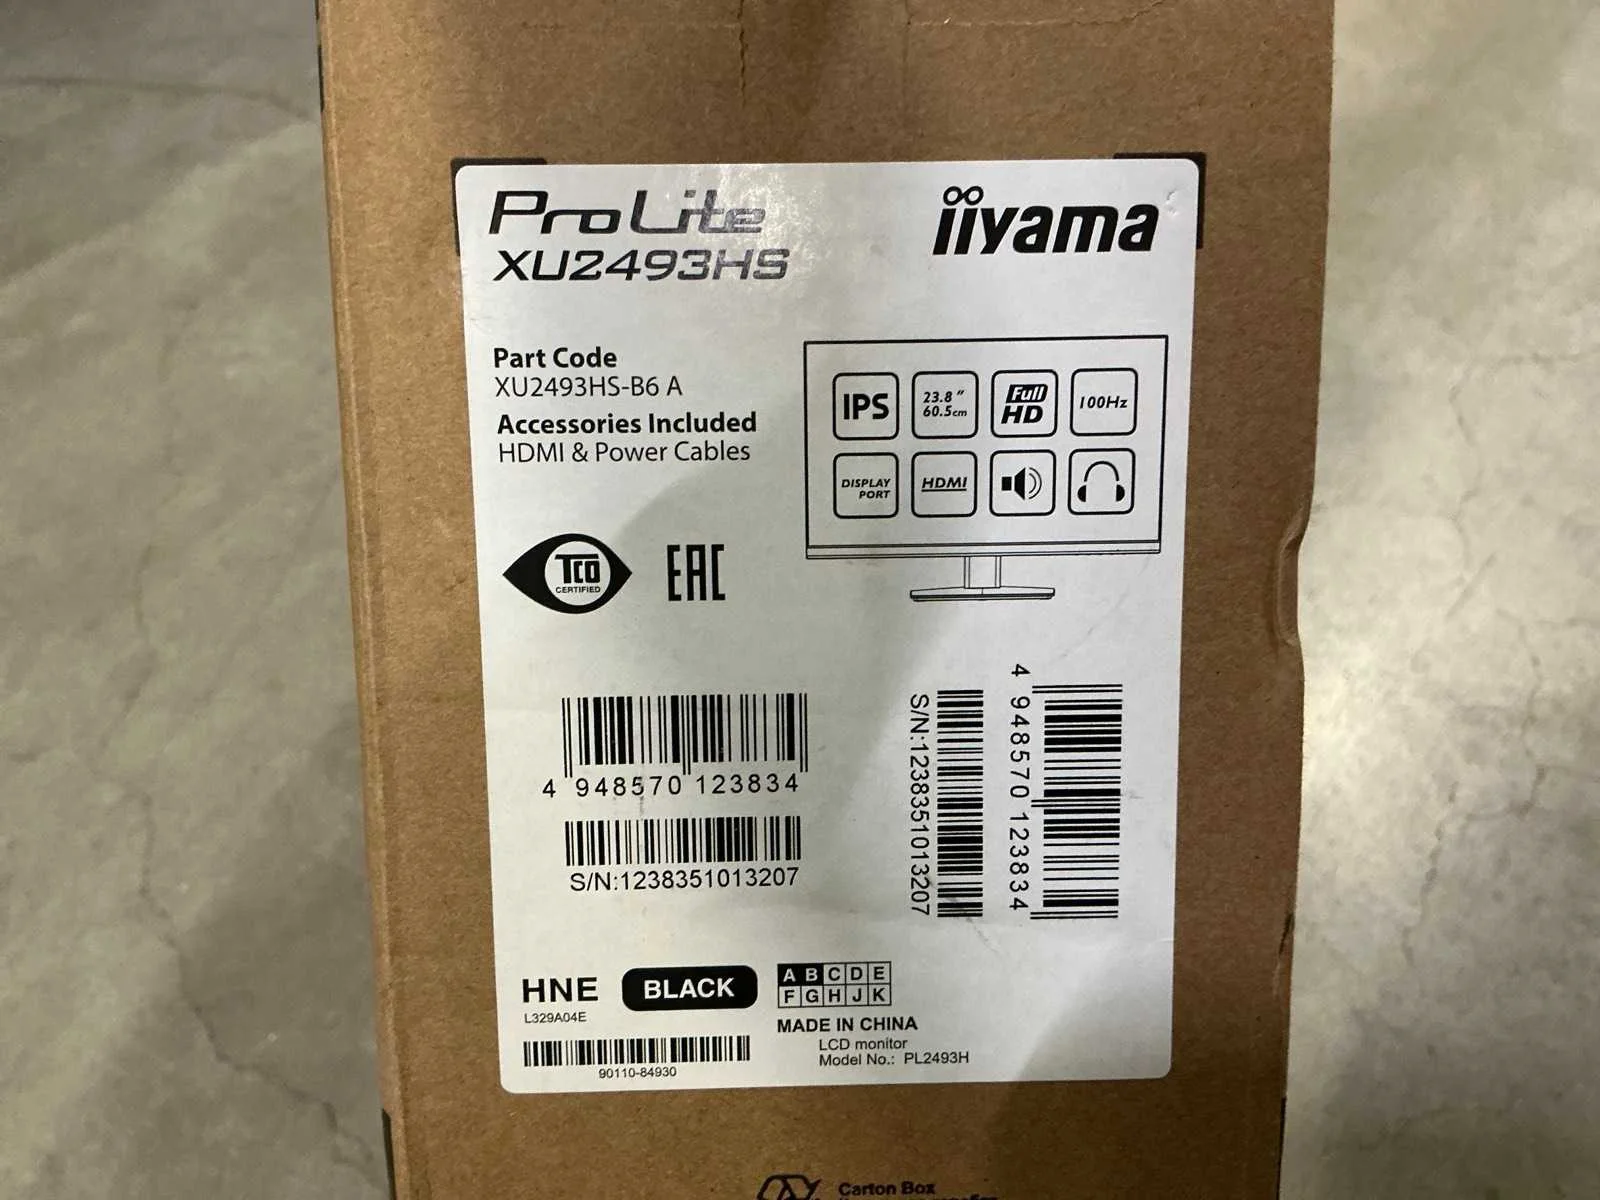 ProLite
iiyama
XU2493HS
Part Code
XU2493HS-B6 A
Accessories Included
HDMI & Power Cables
IPS
23.8"
60.5cm
Full
HD
100Hz
DISPLAY
PORT
HDMI
TCO
CERTIFIED
EAC
4 948570 123834
S/N:1238351013207
S/N:1238351013207
4 948570 123834
HNE
BLACK
A B C D E
F G H J K
L329A04E
MADE IN CHINA
LCD monitor
Model No.: PL2493H
90110-84930
Carton Box